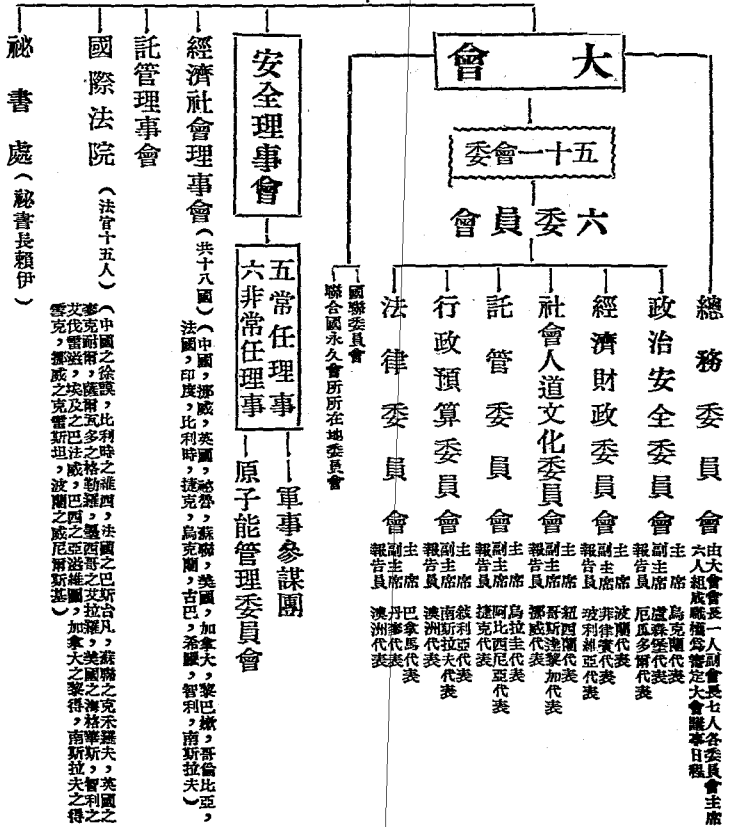 大會
五十一會委
六委員會
總務委員會
由大會會長一人副會長七人各委員會主席
六人組成職權爲審定大會議事日程
政治安全委員會
主席 烏克蘭代表
副主席 盧森堡代表
報告員 厄瓜多爾代表
經濟財政委員會
主席 波蘭代表
副主席 菲律賓代表
報告員 玻利維亞代表
社會人道文化委員會
主席 紐西蘭代表
副主席 哥斯達黎加代表
報告員 挪威代表
託管委員會
主席 烏拉圭代表
副主席 阿比西尼亞代表
報告員 捷克代表
行政預算委員會
主席 敍利亞代表
副主席 南斯拉夫代表
報告員 澳洲代表
法律委員會
主席 巴拿馬代表
副主席 丹麥代表
報告員 澳洲代表
國聯委員會
聯合國永久會所所在地委員會
安全理事會
五常任理事
六非常任理事
軍事參謀團
原子能管理委員會
經濟社會理事會(共十八國)(中國,挪威,英國,祕魯,蘇聯,美國,加拿大,黎巴嫩,哥倫比亞,
法國,印度,比利時,捷克,烏克蘭,古巴,希臘,智利,南斯拉夫)
託管理事會
國際法院(法官十五人)(中國之徐謨,比利時之維西,法國之巴斯台凡,蘇聯之克禾羅夫,英國之
麥克耐爾,薩爾瓦多之格勒羅,墨西哥之艾拉羅,美國之海格華斯,智利之
艾伐雷滋,埃及之巴法威,巴西之亞滋維圖,加拿大之黎得,南斯拉夫之得
雪克,挪威之克雷斯坦,波蘭之威尼爾斯基)
祕書處(祕書長賴伊)